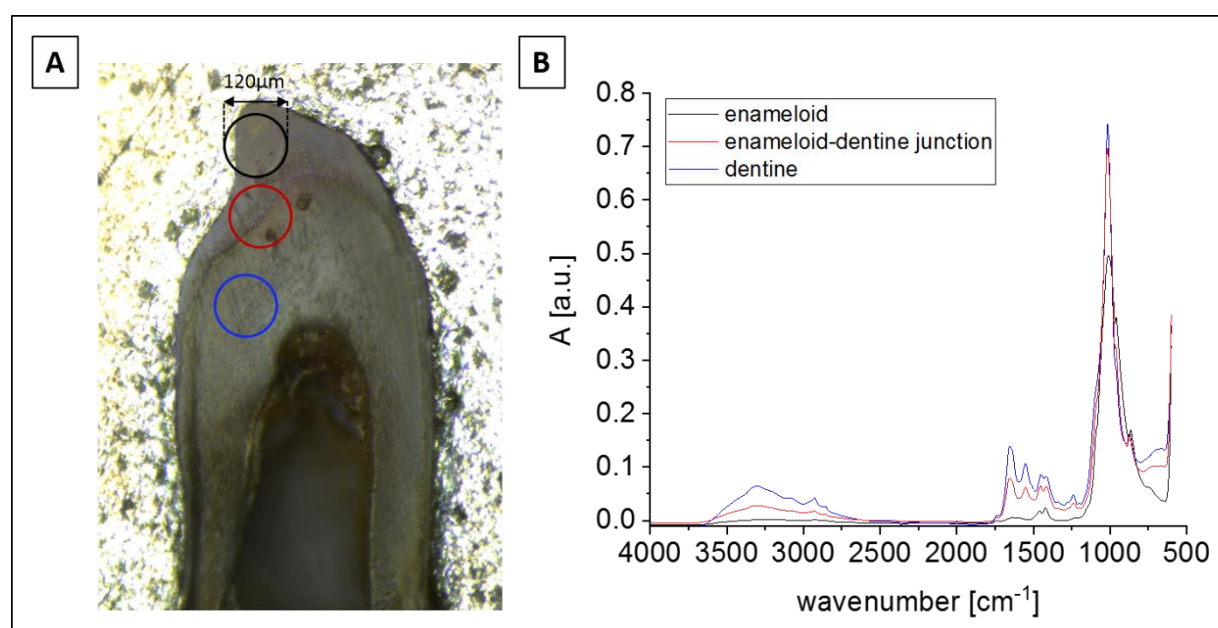 A
120µm
B
enameloid
enameloid-dentine junction
dentine
0.8
0.7
0.6
0.5
0.4
0.3
0.2
0.1
0.0
A [a.u.]
4000 3500 3000 2500 2000 1500 1000 500
wavenumber [cm⁻¹]